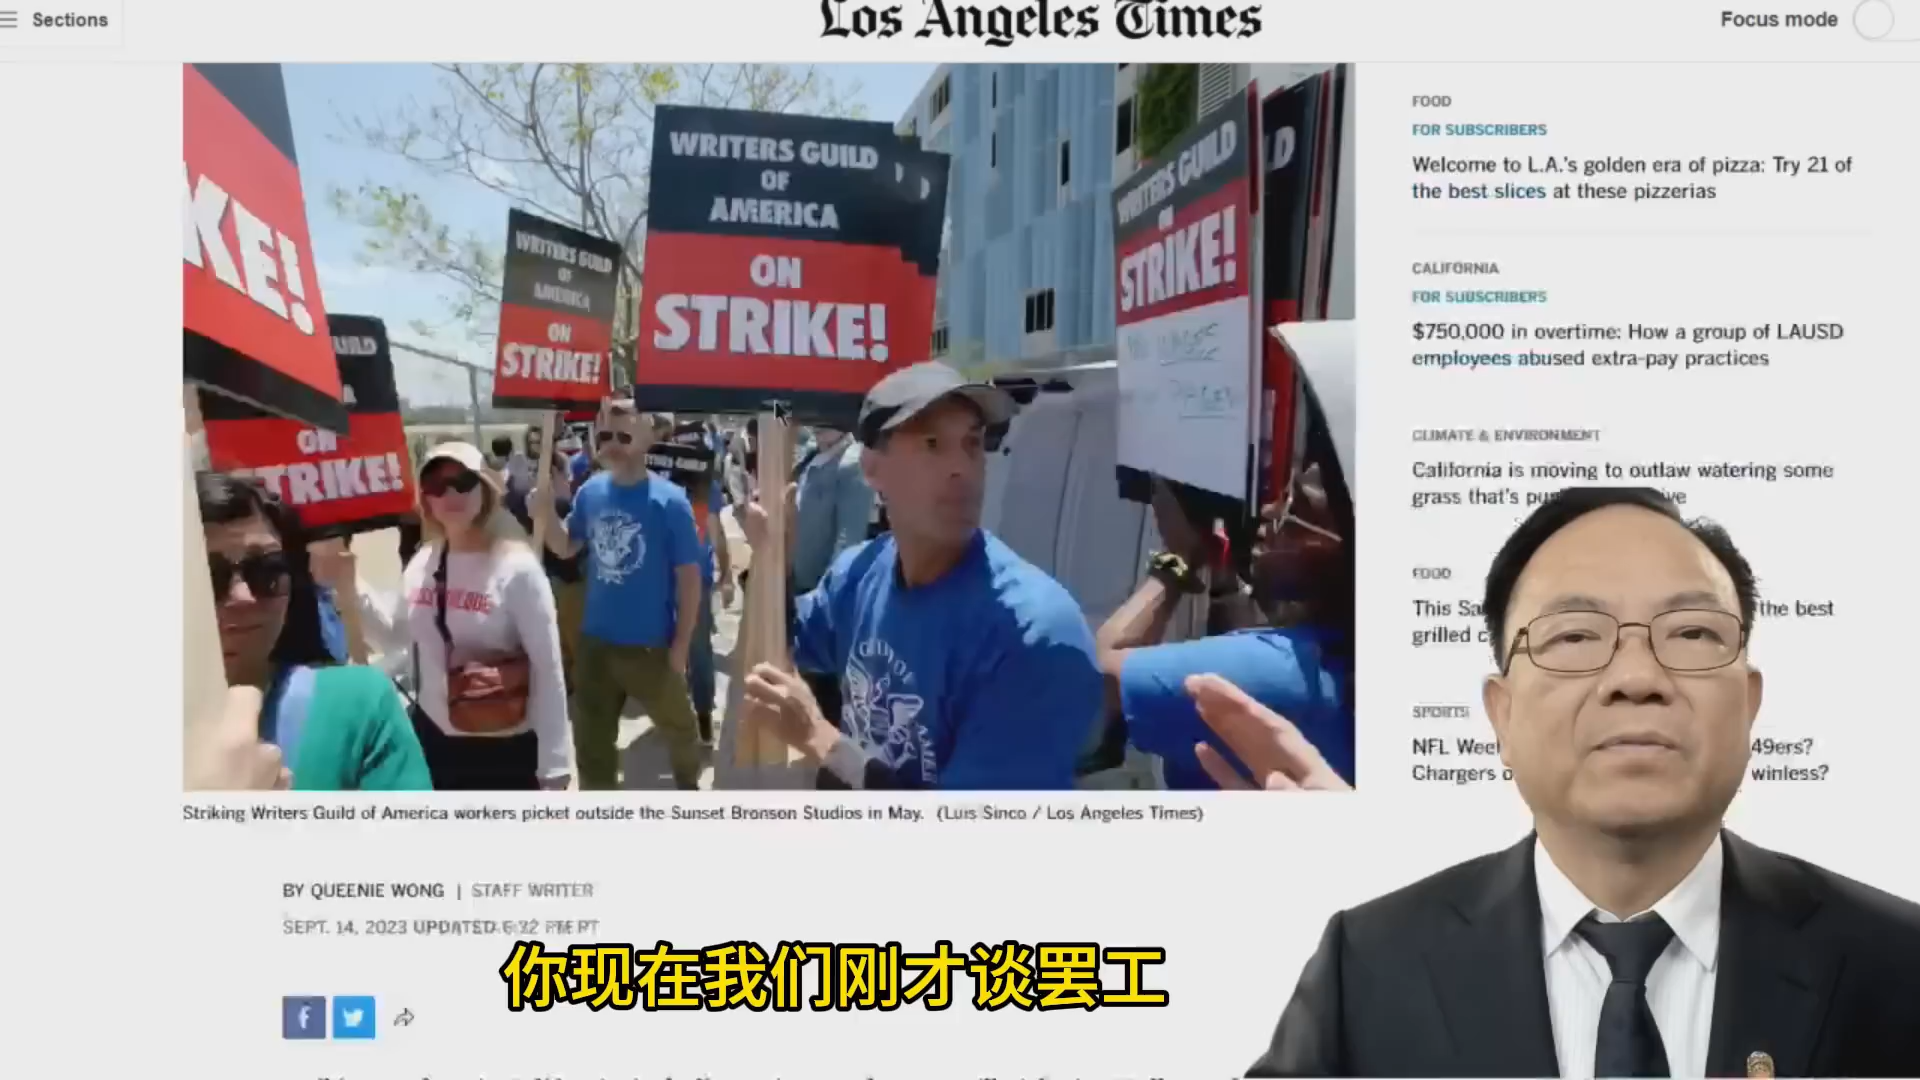 Sections
Los Angeles Times
Focus mode
KE!
ON
STRIKE!
WRITERS GUILD
OF
AMERICA
ON
STRIKE!
WRITERS GUILD
OF
AMERICA
ON
STRIKE!
WRITERS GUILD
ON
STRIKE!
Striking Writers Guild of America workers picket outside the Sunset Bronson Studios in May. (Luis Sinco / Los Angeles Times)
BY QUEENIE WONG | STAFF WRITER
SEPT. 14, 2023 UPDATED 6:32 PM PT
FOOD
FOR SUBSCRIBERS
Welcome to L.A.'s golden era of pizza: Try 21 of
the best slices at these pizzerias
CALIFORNIA
FOR SUBSCRIBERS
$750,000 in overtime: How a group of LAUSD
employees abused extra-pay practices
CLIMATE & ENVIRONMENT
California is moving to outlaw watering some
grass that's
FOOD
This the best
grilled
SPORTS
NFL 49ers?
Chargers winless?
你现在我们刚才谈罢工